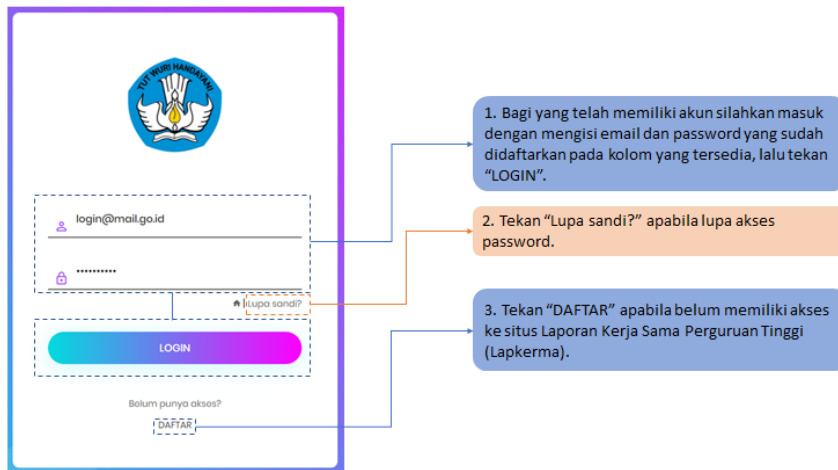 TUT WURI HANDAYANI
login@mail.go.id
**********
Lupa sandi?
LOGIN
Belum punya akses?
DAFTAR
1. Bagi yang telah memiliki akun silahkan masuk
dengan mengisi email dan password yang sudah
didaftarkan pada kolom yang tersedia, lalu tekan
“LOGIN”.
2. Tekan “Lupa sandi?” apabila lupa akses
password.
3. Tekan “DAFTAR” apabila belum memiliki akses
ke situs Laporan Kerja Sama Perguruan Tinggi
(Lapkerma).